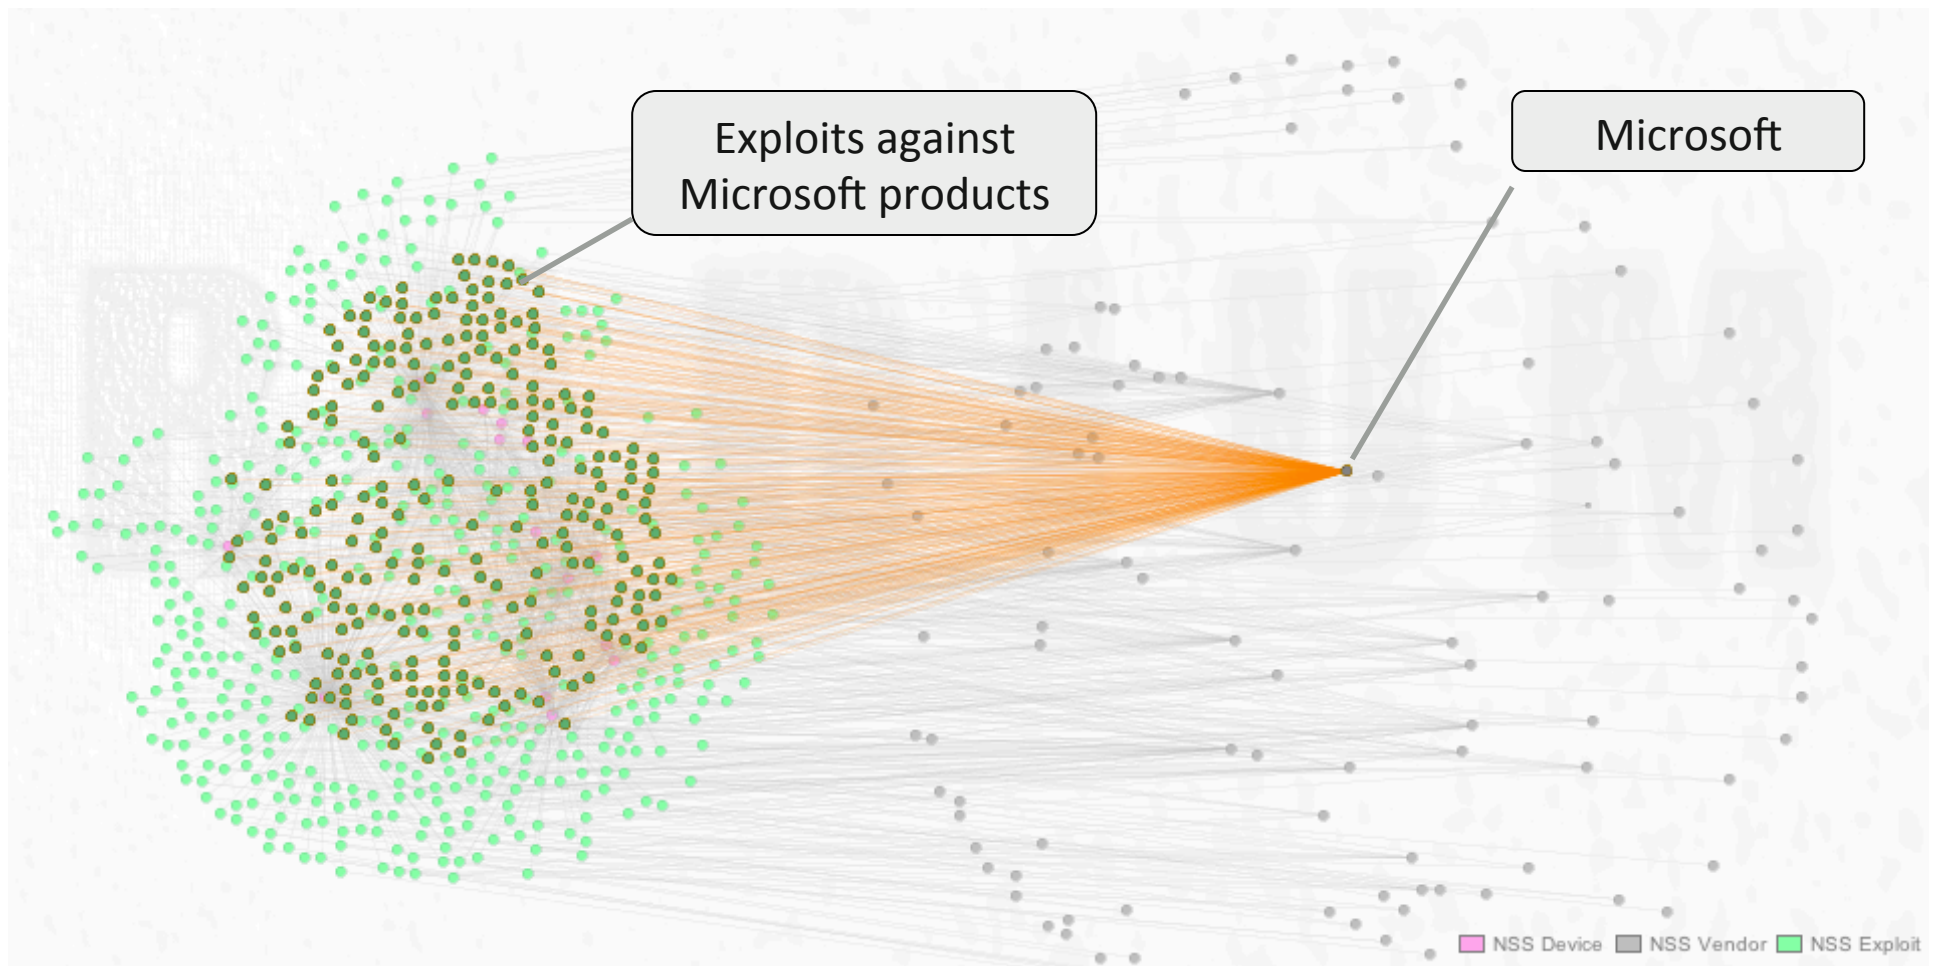 Exploits against
Microsoft products
Microsoft
NSS Device
NSS Vendor
NSS Exploit